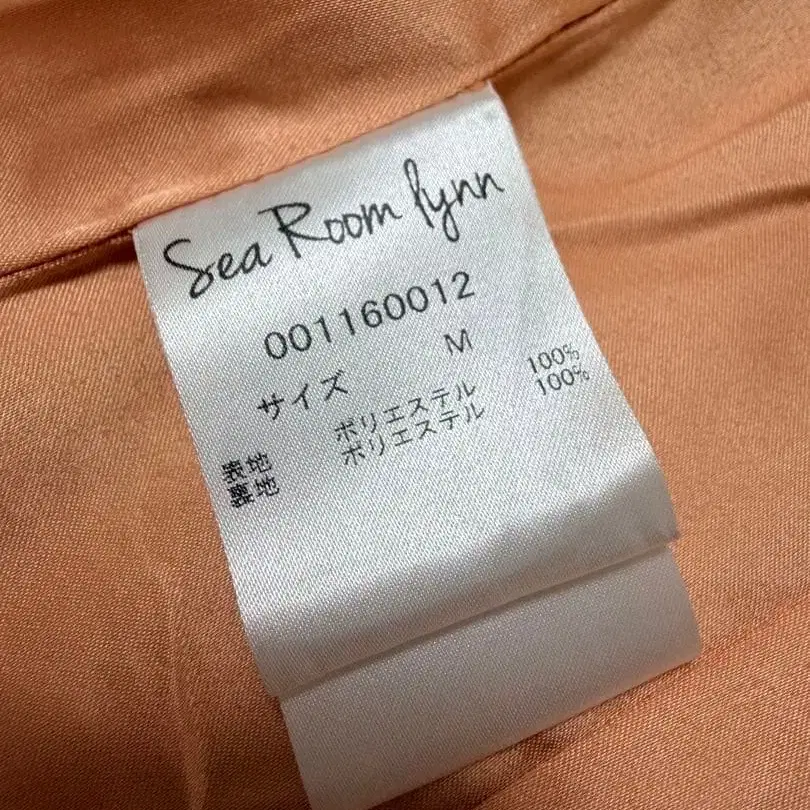 Sea Room lynn
001160012
サイズ M
表地 ポリエステル 100%
裏地 ポリエステル 100%